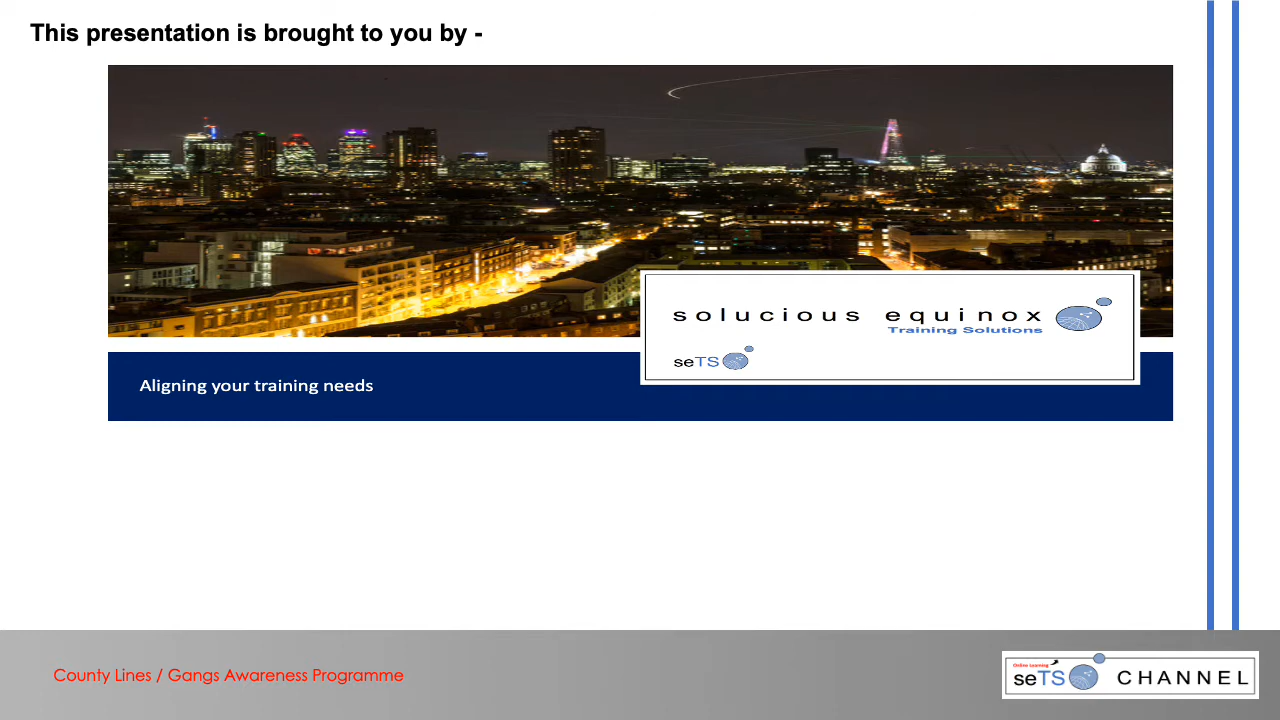 This presentation is brought to you by -
solucious equinox
Training Solutions
seTS
Aligning your training needs
County Lines / Gangs Awareness Programme
Online Learning
seTS CHANNEL